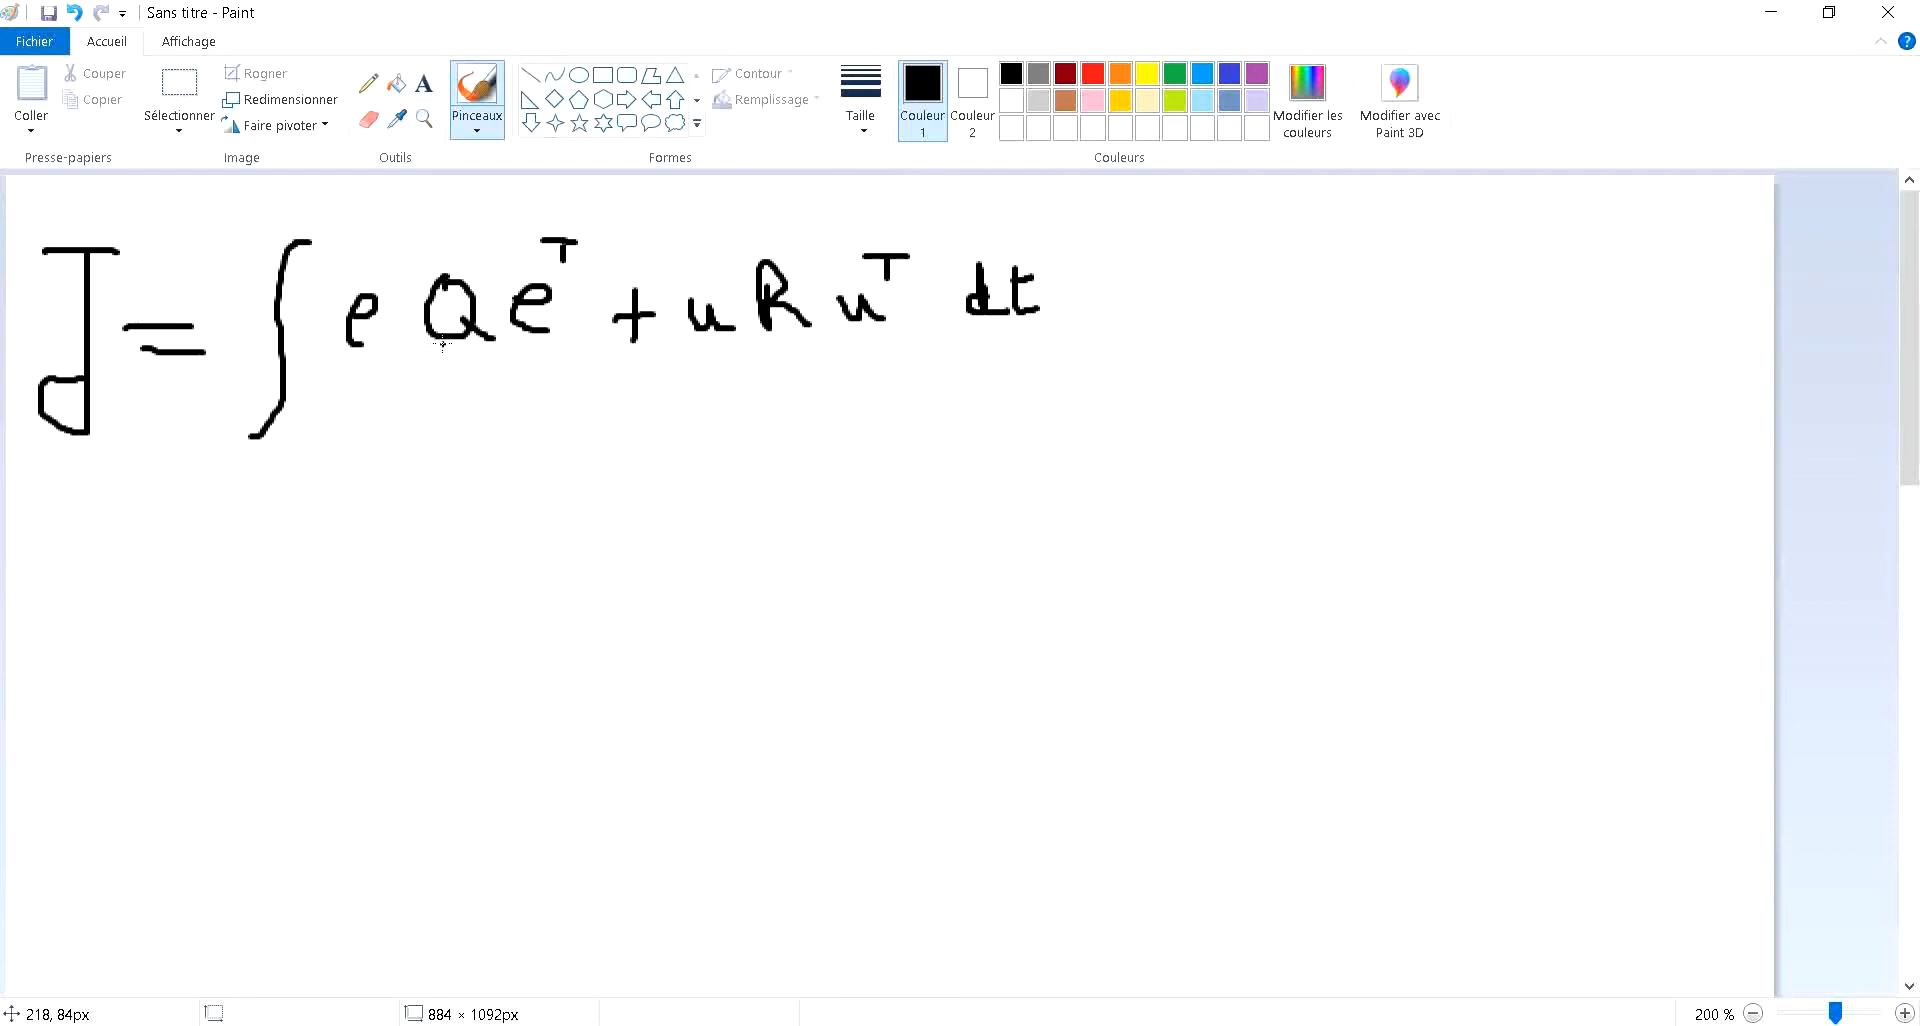 Sans titre - Paint
Fichier Accueil Affichage
Coller
Couper
Copier
Presse-papiers
Sélectionner
Rogner
Redimensionner
Faire pivoter
Image
A
Outils
Pinceaux
Contour
Remplissage
Formes
Taille
Couleur 1
Couleur 2
Modifier les couleurs
Modifier avec Paint 3D
Couleurs
J = ∫ e Q e^T + u R u^T dt
218, 84px
884 × 1092px
200 %